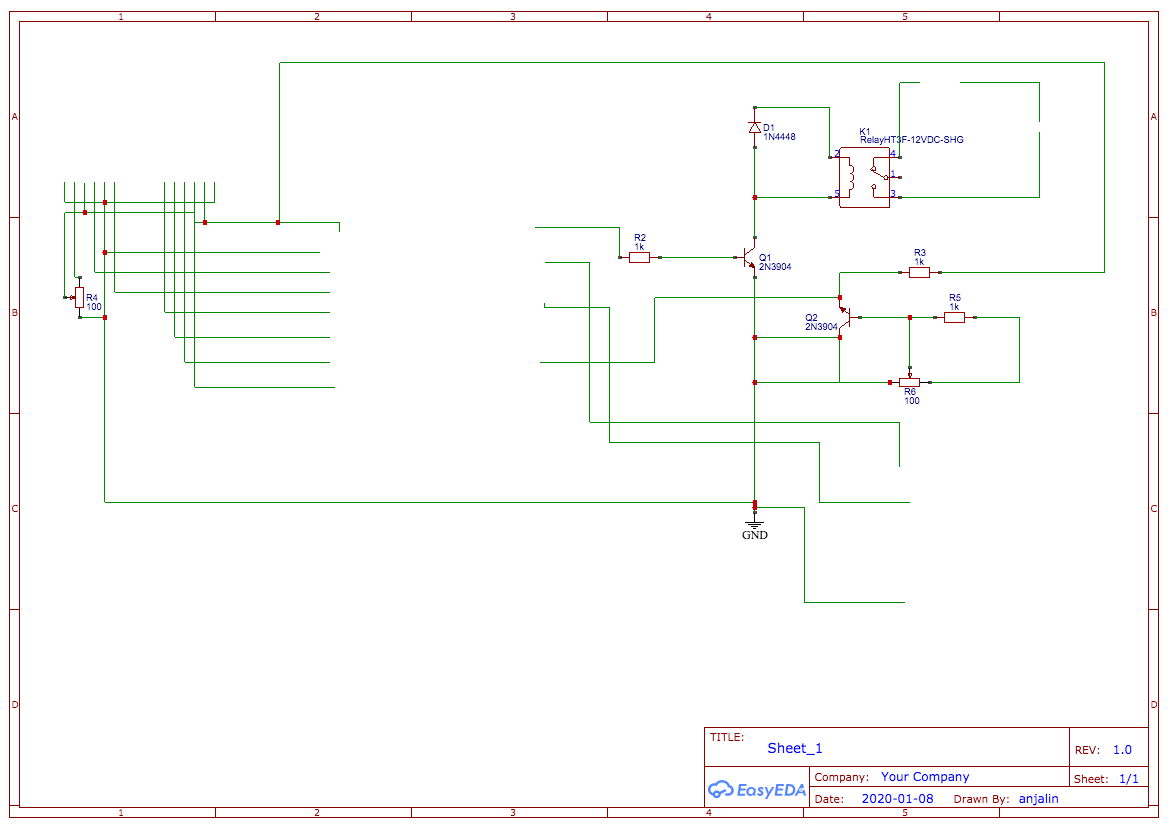 1 2 3 4 5
A A
D1
1N4448
K1
RelayHT3F-12VDC-SHG
2 4
1
5 3
R2
1k
Q1
2N3904
R3
1k
R4
100
B B
R5
1k
Q2
2N3904
R6
100
C C
GND
D D
TITLE:
Sheet_1
REV: 1.0
EasyEDA
Company: Your Company
Sheet: 1/1
Date: 2020-01-08 Drawn By: anjalin
1 2 3 4 5